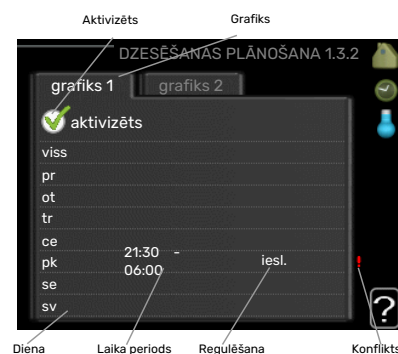 Aktivizēts Grafiks
DZESĒŠANAS PLĀNOŠANA 1.3.2
grafiks 1 grafiks 2
aktivizēts
viss
pr
ot
tr
ce
pk 21:30 - 06:00 iesl. !
se
sv
?
Diena Laika periods Regulēšana Konflikts